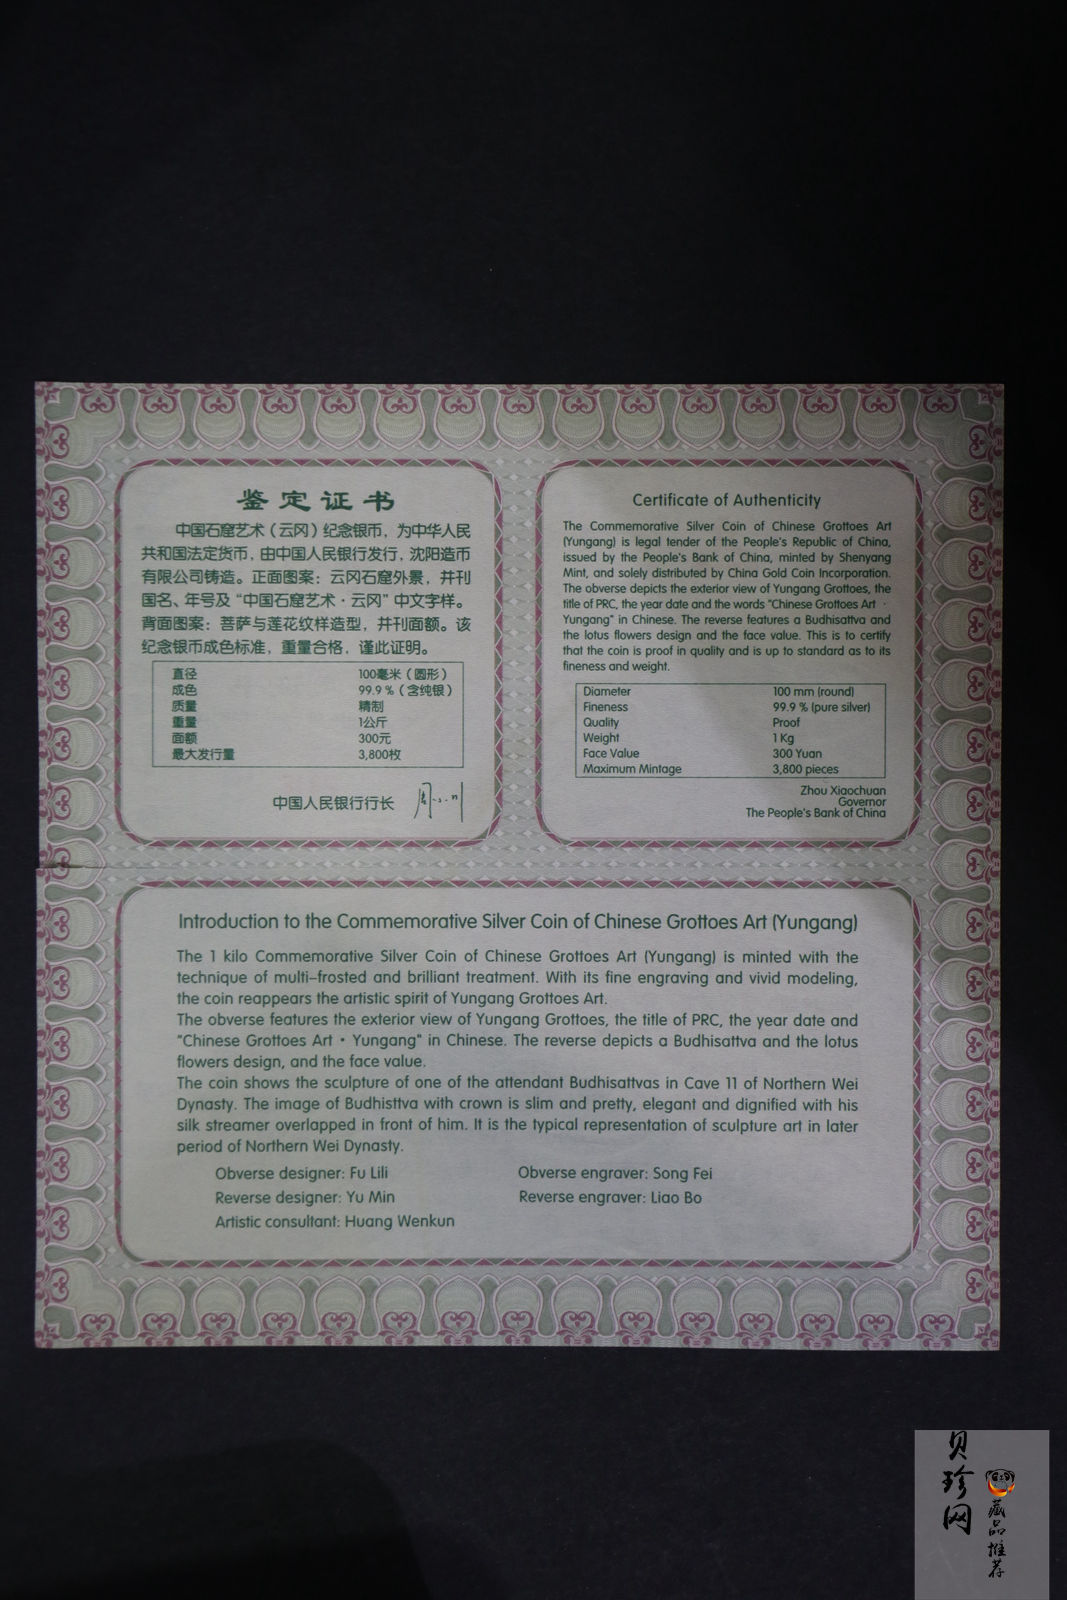 鉴定证书
中国石窟艺术（云冈）纪念银币，为中华人民
共和国法定货币，由中国人民银行发行，沈阳造币
有限公司铸造。正面图案：云冈石窟外景，并刊
国名、年号及“中国石窟艺术·云冈”中文字样。
背面图案：菩萨与莲花纹样造型，并刊面额。该
纪念银币成色标准，重量合格，谨此证明。
直径 100毫米（圆形）
成色 99.9 %（含纯银）
质量 精制
重量 1公斤
面额 300元
最大发行量 3,800枚
中国人民银行行长 周小川
Certificate of Authenticity
The Commemorative Silver Coin of Chinese Grottoes Art
(Yungang) is legal tender of the People's Republic of China,
issued by the People's Bank of China, minted by Shenyang
Mint, and solely distributed by China Gold Coin Incorporation.
The obverse depicts the exterior view of Yungang Grottoes, the
title of PRC, the year date and the words "Chinese Grottoes Art ·
Yungang" in Chinese. The reverse features a Budhisattva and
the lotus flowers design and the face value. This is to certify
that the coin is proof in quality and is up to standard as to its
fineness and weight.
Diameter 100 mm (round)
Fineness 99.9 % (pure silver)
Quality Proof
Weight 1 Kg
Face Value 300 Yuan
Maximum Mintage 3,800 pieces
Zhou Xiaochuan
Governor
The People's Bank of China
Introduction to the Commemorative Silver Coin of Chinese Grottoes Art (Yungang)
The 1 kilo Commemorative Silver Coin of Chinese Grottoes Art (Yungang) is minted with the
technique of multi-frosted and brilliant treatment. With its fine engraving and vivid modeling,
the coin reappears the artistic spirit of Yungang Grottoes Art.
The obverse features the exterior view of Yungang Grottoes, the title of PRC, the year date and
"Chinese Grottoes Art · Yungang" in Chinese. The reverse depicts a Budhisattva and the lotus
flowers design, and the face value.
The coin shows the sculpture of one of the attendant Budhisattvas in Cave 11 of Northern Wei
Dynasty. The image of Budhisttva with crown is slim and pretty, elegant and dignified with his
silk streamer overlapped in front of him. It is the typical representation of sculpture art in later
period of Northern Wei Dynasty.
Obverse designer: Fu Lili Obverse engraver: Song Fei
Reverse designer: Yu Min Reverse engraver: Liao Bo
Artistic consultant: Huang Wenkun
贝珍网
藏品推荐